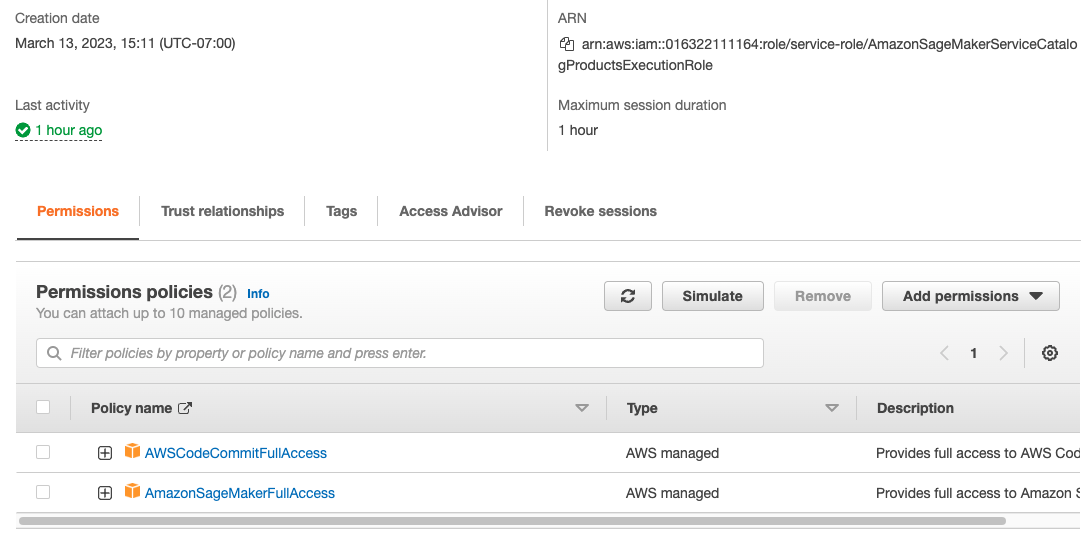 Creation date
March 13, 2023, 15:11 (UTC-07:00)
ARN
arn:aws:iam::016322111164:role/service-role/AmazonSageMakerServiceCatalo
gProductsExecutionRole
Last activity
1 hour ago
Maximum session duration
1 hour
Permissions Trust relationships Tags Access Advisor Revoke sessions
Permissions policies (2) Info
You can attach up to 10 managed policies.
Simulate Remove Add permissions
Filter policies by property or policy name and press enter.
1
Policy name Type Description
AWSCodeCommitFullAccess AWS managed Provides full access to AWS Cod
AmazonSageMakerFullAccess AWS managed Provides full access to Amazon S